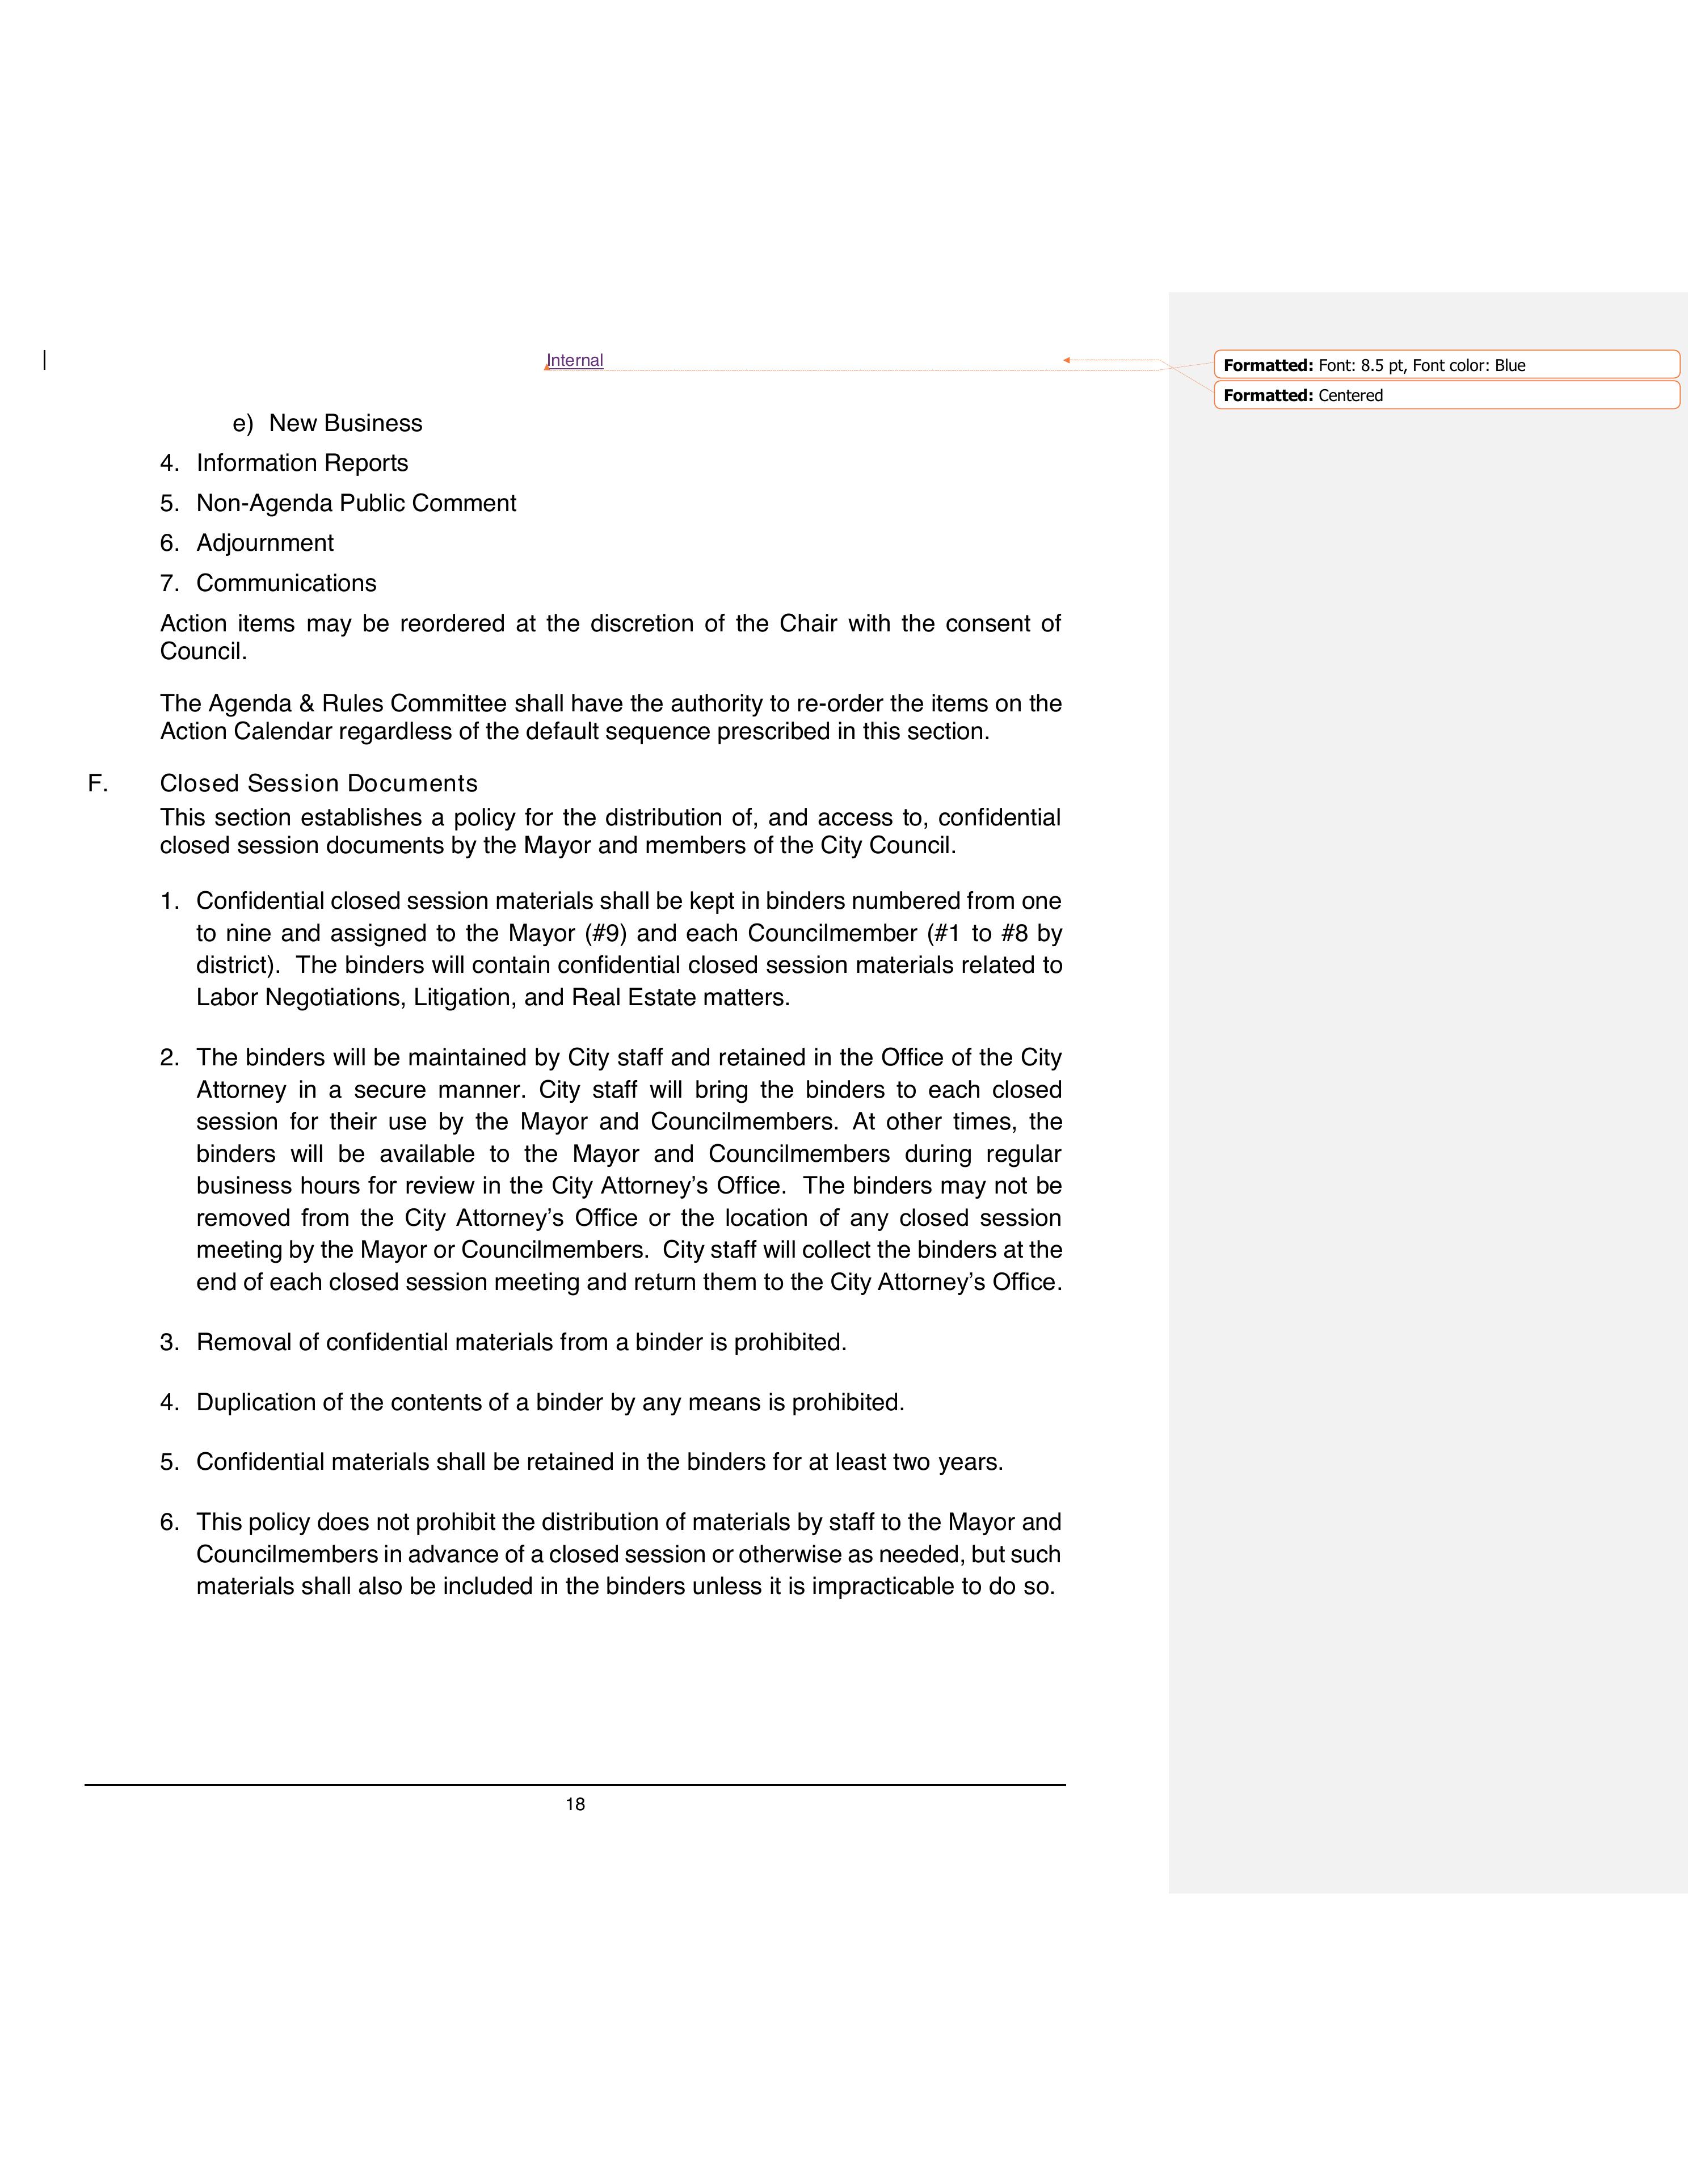 Internal
Formatted: Font: 8.5 pt, Font color: Blue
Formatted: Centered
e) New Business
4. Information Reports
5. Non-Agenda Public Comment
6. Adjournment
7. Communications
Action items may be reordered at the discretion of the Chair with the consent of
Council.
The Agenda & Rules Committee shall have the authority to re-order the items on the
Action Calendar regardless of the default sequence prescribed in this section.
F. Closed Session Documents
This section establishes a policy for the distribution of, and access to, confidential
closed session documents by the Mayor and members of the City Council.
1. Confidential closed session materials shall be kept in binders numbered from one
to nine and assigned to the Mayor (#9) and each Councilmember (#1 to #8 by
district). The binders will contain confidential closed session materials related to
Labor Negotiations, Litigation, and Real Estate matters.
2. The binders will be maintained by City staff and retained in the Office of the City
Attorney in a secure manner. City staff will bring the binders to each closed
session for their use by the Mayor and Councilmembers. At other times, the
binders will be available to the Mayor and Councilmembers during regular
business hours for review in the City Attorney’s Office. The binders may not be
removed from the City Attorney’s Office or the location of any closed session
meeting by the Mayor or Councilmembers. City staff will collect the binders at the
end of each closed session meeting and return them to the City Attorney’s Office.
3. Removal of confidential materials from a binder is prohibited.
4. Duplication of the contents of a binder by any means is prohibited.
5. Confidential materials shall be retained in the binders for at least two years.
6. This policy does not prohibit the distribution of materials by staff to the Mayor and
Councilmembers in advance of a closed session or otherwise as needed, but such
materials shall also be included in the binders unless it is impracticable to do so.
18